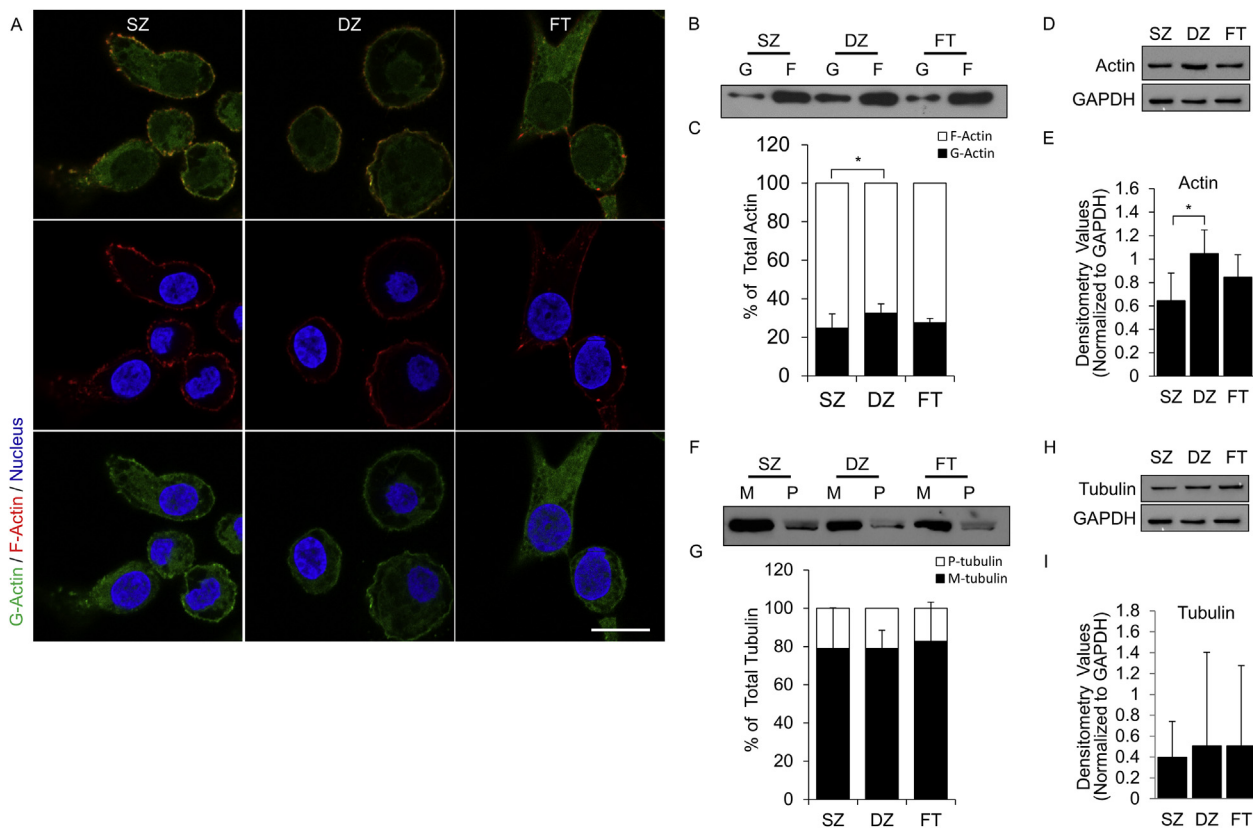 A
SZ DZ FT
G-Actin / F-Actin / Nucleus
B
SZ DZ FT
G F G F G F
C
F-Actin
G-Actin
*
% of Total Actin
120
100
80
60
40
20
0
SZ DZ FT
D
SZ DZ FT
Actin
GAPDH
E
Actin
*
Densitometry Values
(Normalized to GAPDH)
1.6
1.4
1.2
1
0.8
0.6
0.4
0.2
0
SZ DZ FT
F
SZ DZ FT
M P M P M P
G
P-tubulin
M-tubulin
% of Total Tubulin
120
100
80
60
40
20
0
SZ DZ FT
H
SZ DZ FT
Tubulin
GAPDH
I
Tubulin
Densitometry Values
(Normalized to GAPDH)
1.8
1.6
1.4
1.2
1
0.8
0.6
0.4
0.2
0
SZ DZ FT